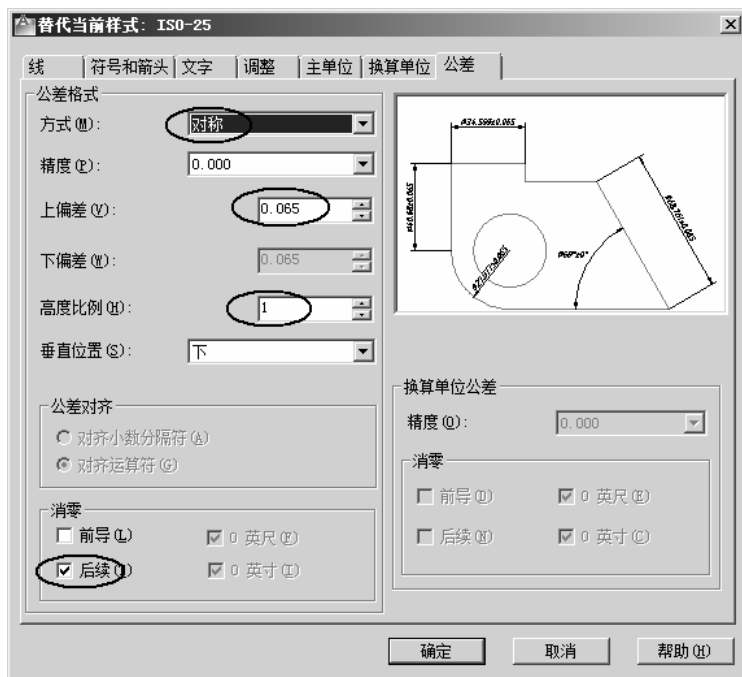 替代当前样式: ISO-25
线 符号和箭头 文字 调整 主单位 换算单位 公差
公差格式
方式(M): 对称
精度(P): 0.000
上偏差(V): 0.065
下偏差(W): 0.065
高度比例(H): 1
垂直位置(S): 下
公差对齐
对齐小数分隔符(A)
对齐运算符(G)
消零
前导(L) 0 英尺(F)
后续(T) 0 英寸(I)
换算单位公差
精度(O): 0.000
消零
前导(D) 0 英尺(E)
后续(N) 0 英寸(C)
确定 取消 帮助(H)